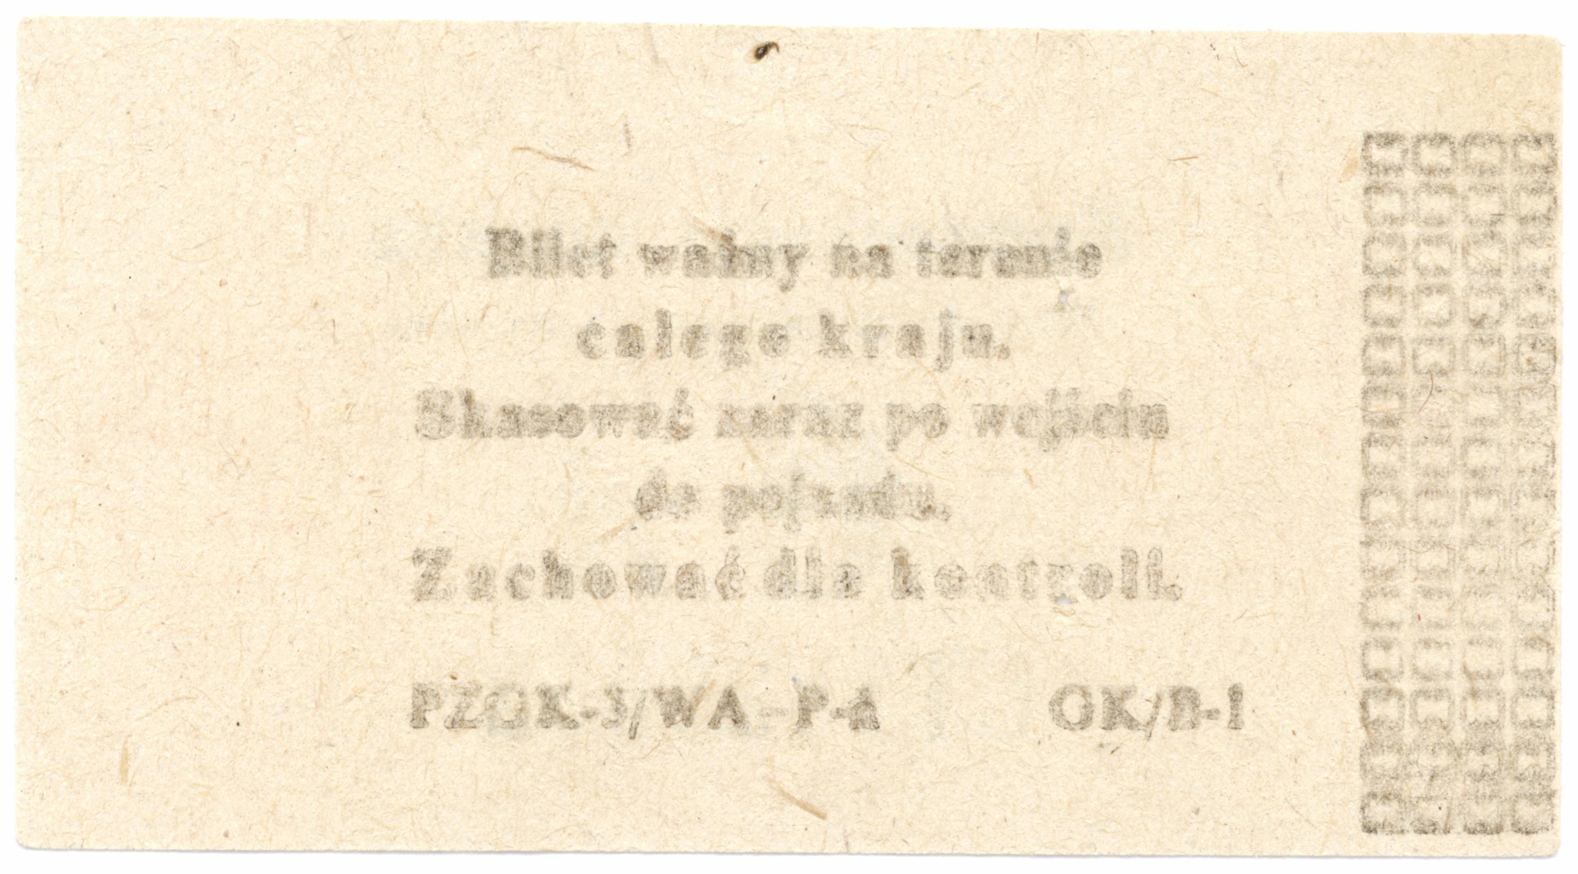 Bilet ważny na terenie
całego kraju.
Skasować zaraz po wejściu
do pojazdu.
Zachować dla kontroli.
PZGK-3/WA-P-4 OK/B-1